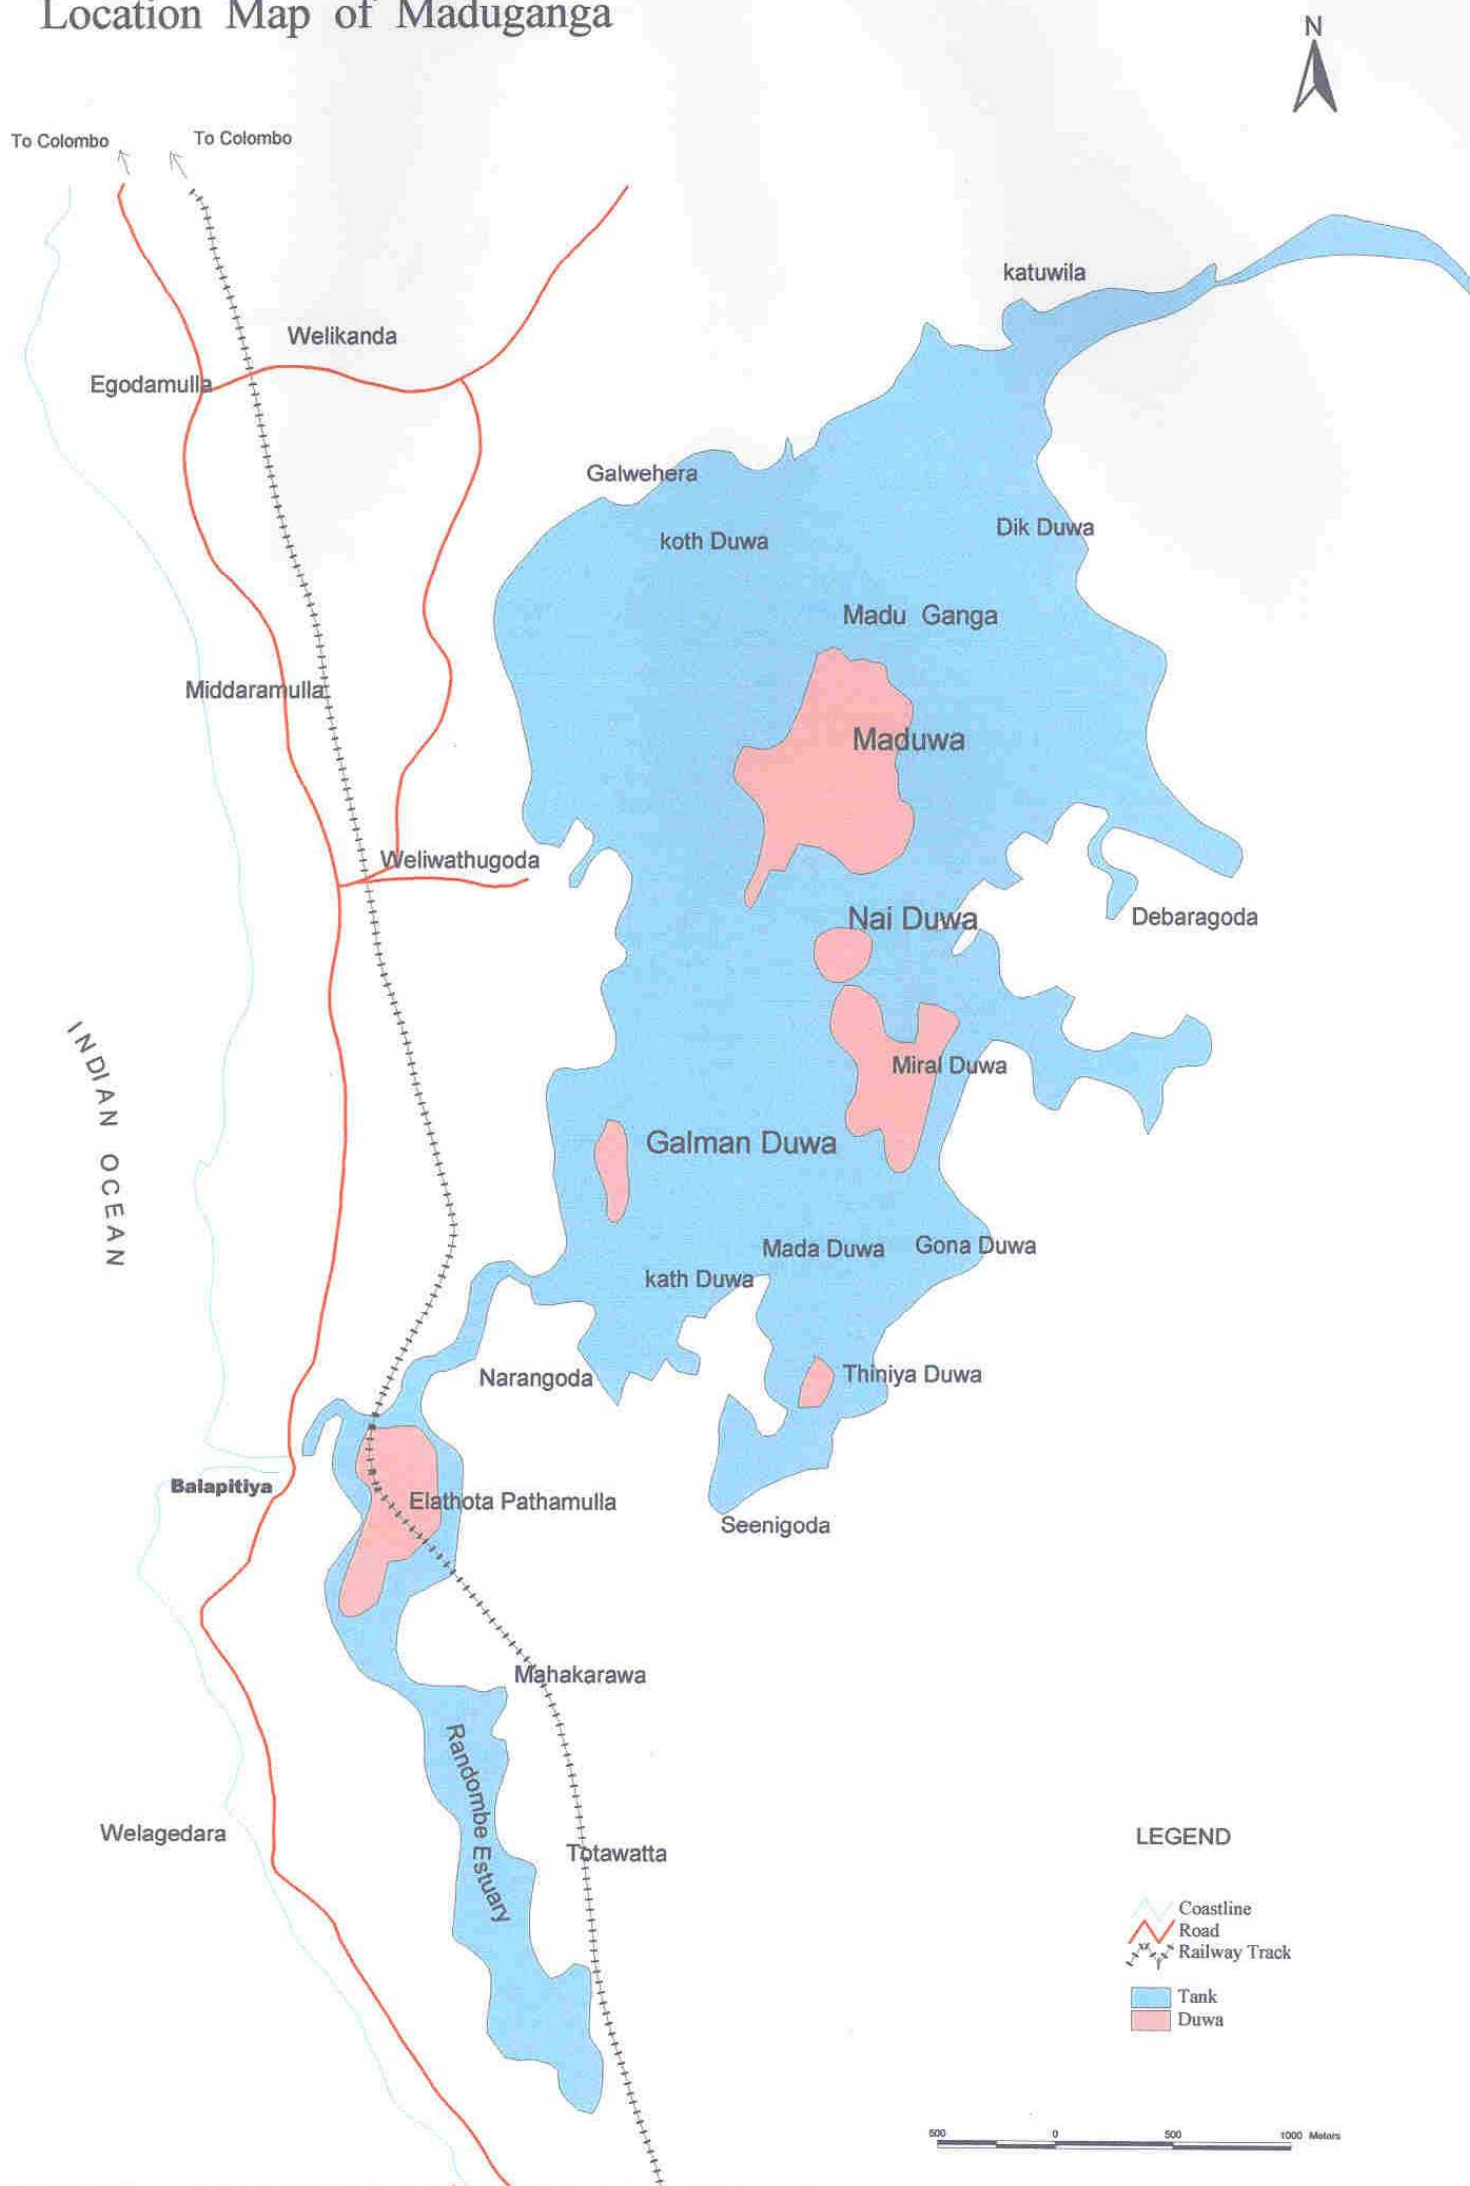 Location Map of Maduganga
N
To Colombo
To Colombo
katuwila
Welikanda
Egodamulla
Galwehera
koth Duwa
Dik Duwa
Madu Ganga
Middaramulla
Maduwa
Weliwathugoda
Nai Duwa
Debaragoda
INDIAN OCEAN
Miral Duwa
Galman Duwa
Mada Duwa
Gona Duwa
kath Duwa
Narangoda
Thiniya Duwa
Balapitiya
Elathota Pathamulla
Seenigoda
Mahakarawa
Randombe Estuary
Welagedara
Totawatta
LEGEND
Coastline
Road
Railway Track
Tank
Duwa
500 0 500 1000 Meters